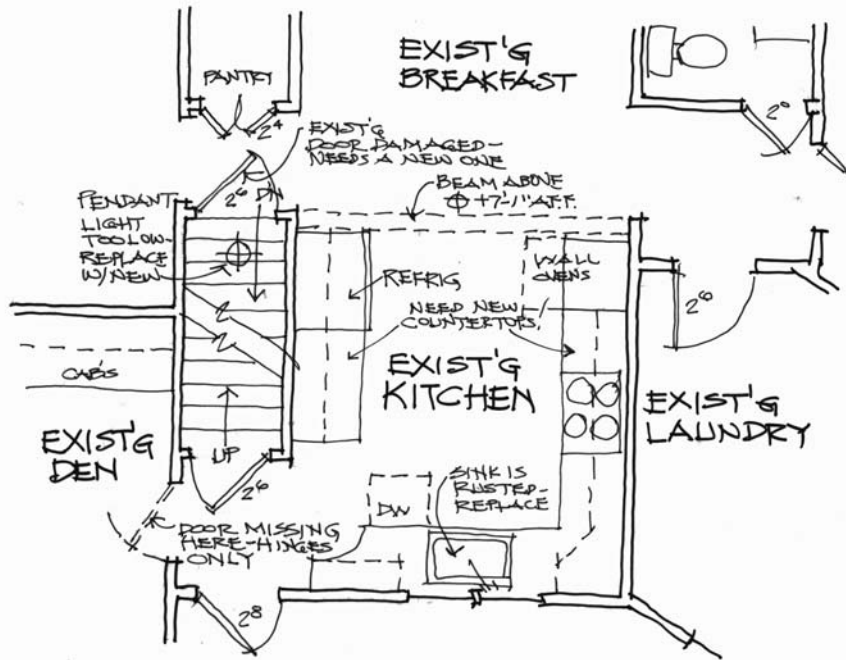 EXIST'G
BREAKFAST
PANTRY
2⁴
2⁰
EXIST'G
DOOR DAMAGED-
NEEDS A NEW ONE
2⁶
DN
BEAM ABOVE
+7'-1" AFF.
PENDANT
LIGHT
TOO LOW-
REPLACE
W/NEW
WALL
OVENS
REFRIG
NEED NEW
COUNTERTOPS
2⁶
CAB'S
EXIST'G
KITCHEN
EXIST'G
LAUNDRY
EXIST'G
DEN
UP
2⁶
SINK IS
RUSTED-
REPLACE
DW
DOOR MISSING
HERE-HINGES
ONLY
2⁸